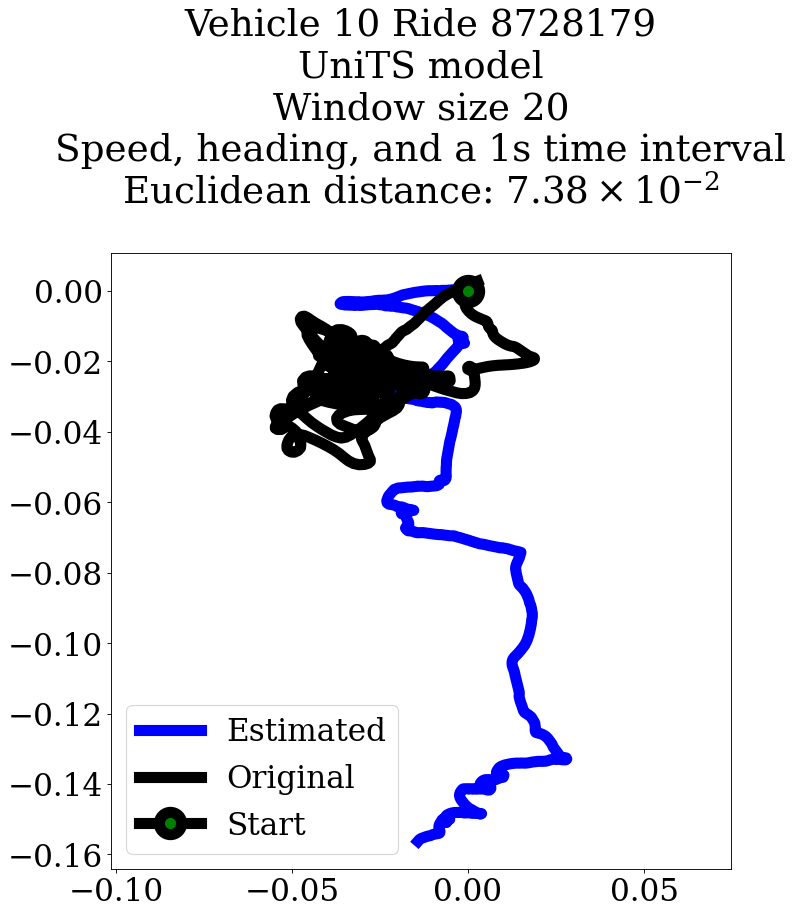 Vehicle 10 Ride 8728179
UniTS model
Window size 20
Speed, heading, and a 1s time interval
Euclidean distance: 7.38 × 10⁻²
0.00
−0.02
−0.04
−0.06
−0.08
−0.10
−0.12
−0.14
−0.16
Estimated
Original
Start
−0.10 −0.05 0.00 0.05